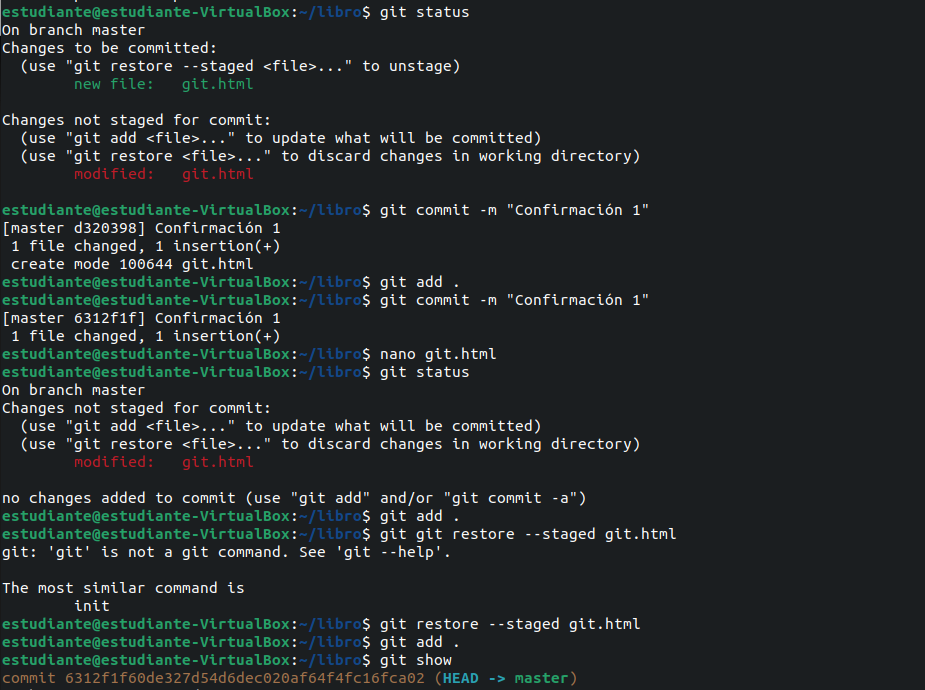 estudiante@estudiante-VirtualBox:~/libro$ git status
On branch master
Changes to be committed:
  (use "git restore --staged <file>..." to unstage)
        new file:   git.html

Changes not staged for commit:
  (use "git add <file>..." to update what will be committed)
  (use "git restore <file>..." to discard changes in working directory)
        modified:   git.html

estudiante@estudiante-VirtualBox:~/libro$ git commit -m "Confirmación 1"
[master d320398] Confirmación 1
 1 file changed, 1 insertion(+)
 create mode 100644 git.html
estudiante@estudiante-VirtualBox:~/libro$ git add .
estudiante@estudiante-VirtualBox:~/libro$ git commit -m "Confirmación 1"
[master 6312f1f] Confirmación 1
 1 file changed, 1 insertion(+)
estudiante@estudiante-VirtualBox:~/libro$ nano git.html
estudiante@estudiante-VirtualBox:~/libro$ git status
On branch master
Changes not staged for commit:
  (use "git add <file>..." to update what will be committed)
  (use "git restore <file>..." to discard changes in working directory)
        modified:   git.html

no changes added to commit (use "git add" and/or "git commit -a")
estudiante@estudiante-VirtualBox:~/libro$ git add .
estudiante@estudiante-VirtualBox:~/libro$ git git restore --staged git.html
git: 'git' is not a git command. See 'git --help'.

The most similar command is
        init
estudiante@estudiante-VirtualBox:~/libro$ git restore --staged git.html
estudiante@estudiante-VirtualBox:~/libro$ git add .
estudiante@estudiante-VirtualBox:~/libro$ git show
commit 6312f1f60de327d54d6dec020af64f4fc16fca02 (HEAD -> master)